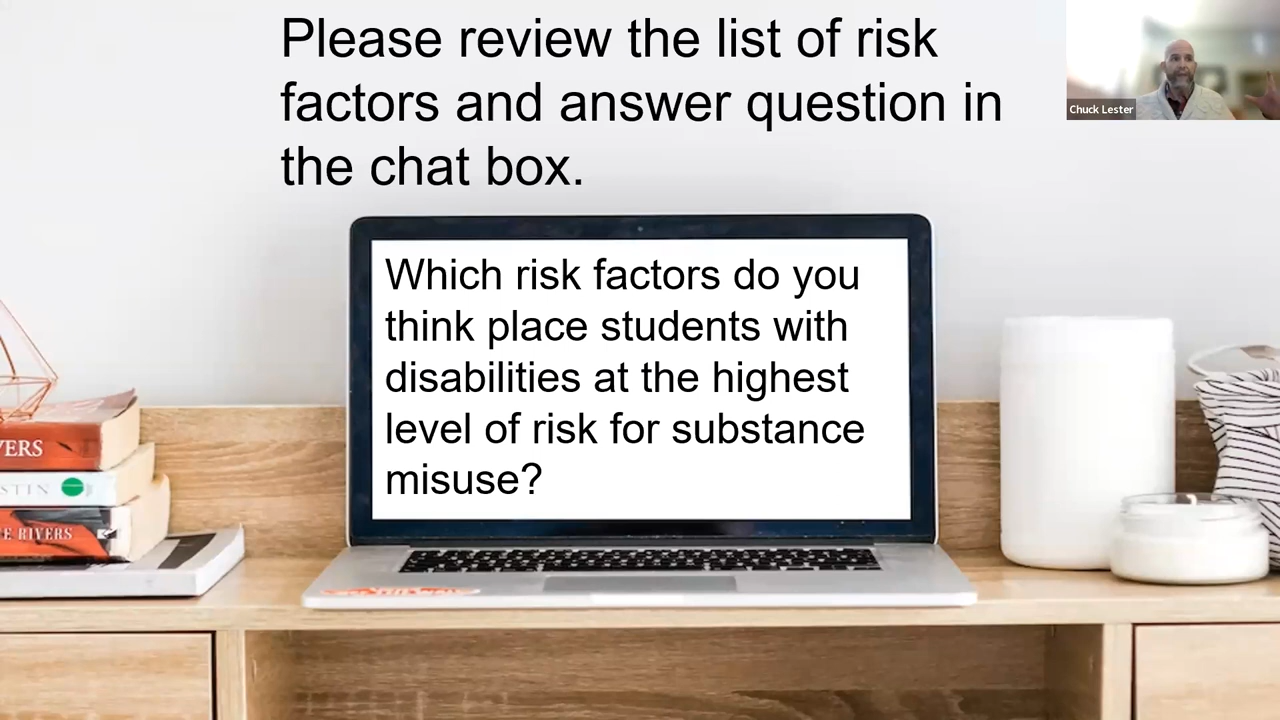 Please review the list of risk
factors and answer question in
the chat box.
Chuck Lester
Which risk factors do you
think place students with
disabilities at the highest
level of risk for substance
misuse?
VERS
STIN
E RIVERS